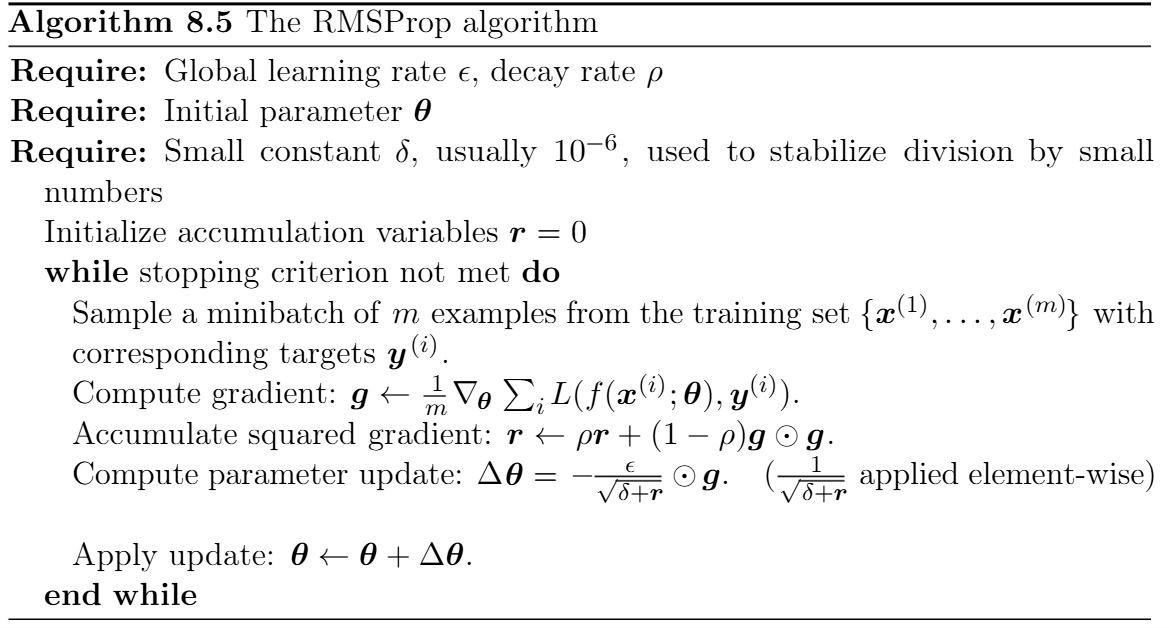 Algorithm 8.5 The RMSProp algorithm
Require: Global learning rate ϵ, decay rate ρ
Require: Initial parameter θ
Require: Small constant δ, usually 10⁻⁶, used to stabilize division by small
numbers
Initialize accumulation variables r = 0
while stopping criterion not met do
Sample a minibatch of m examples from the training set {x⁽¹⁾, . . . , x⁽ᵐ⁾} with
corresponding targets y⁽ⁱ⁾.
Compute gradient: g ← 1/m ∇_θ ∑_i L(f(x⁽ⁱ⁾; θ), y⁽ⁱ⁾).
Accumulate squared gradient: r ← ρr + (1 − ρ)g ⊙ g.
Compute parameter update: Δθ = −ϵ/√(δ+r) ⊙ g. (1/√(δ+r) applied element-wise)
Apply update: θ ← θ + Δθ.
end while